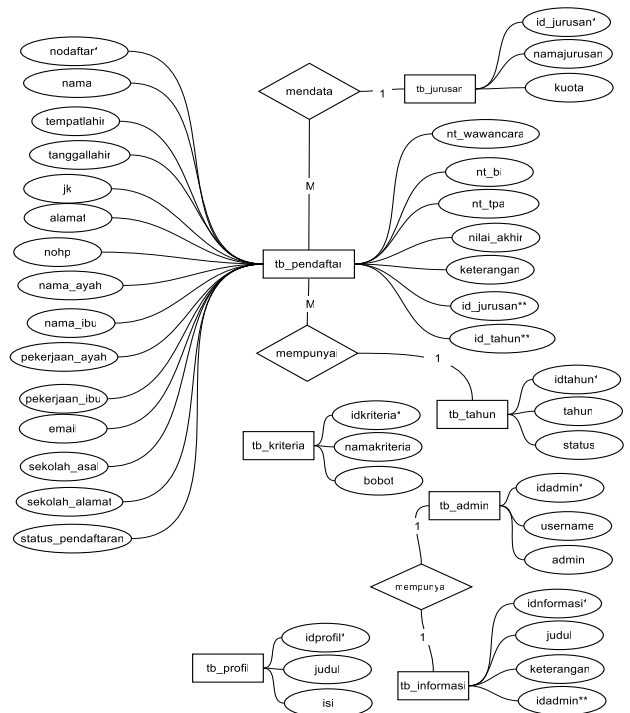 nodaftar*
nama
tempatlahir
tanggallahir
jk
alamat
nohp
nama_ayah
nama_ibu
pekerjaan_ayah
pekerjaan_ibu
email
sekolah_asal
sekolah_alamat
status_pendaftaran
mendata
1
tb_jurusan
id_jurusan*
namajurusan
kuota
M
tb_pendaftar
nt_wawancara
nt_bi
nt_tpa
nilai_akhir
keterangan
id_jurusan**
id_tahun**
M
mempunyai
1
tb_tahun
idtahun*
tahun
status
tb_kriteria
idkriteria*
namakriteria
bobot
tb_admin
idadmin*
username
admin
1
mempunya
1
tb_informasi
idnformasi*
judul
keterangan
idadmin**
tb_profil
idprofil*
judul
isi